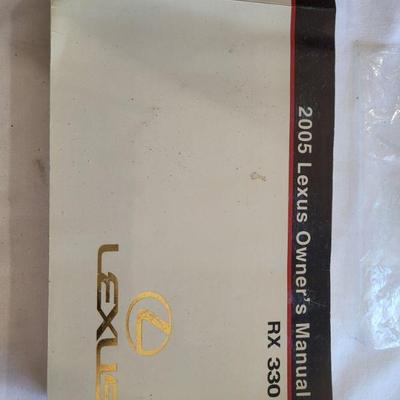 2005 Lexus Owner's Manual
RX 330
LEXUS